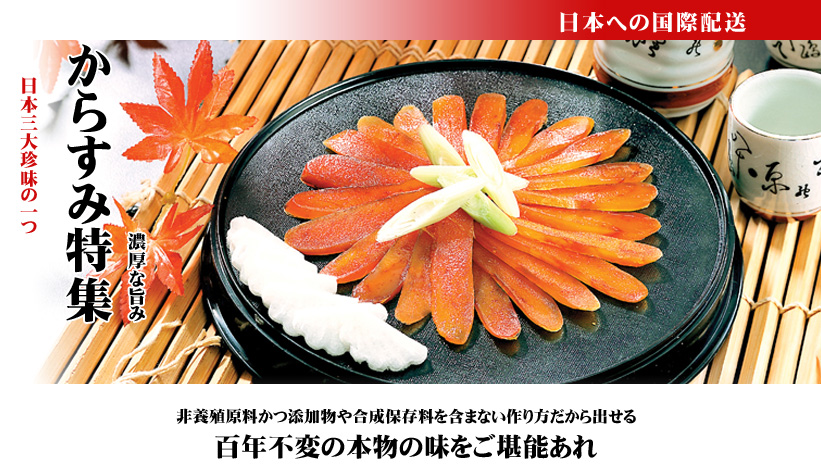 日本への国際配送
からすみ特集
日本三大珍味の一つ
濃厚な旨み
非養殖原料かつ添加物や合成保存料を含まない作り方だから出せる
百年不変の本物の味をご堪能あれ